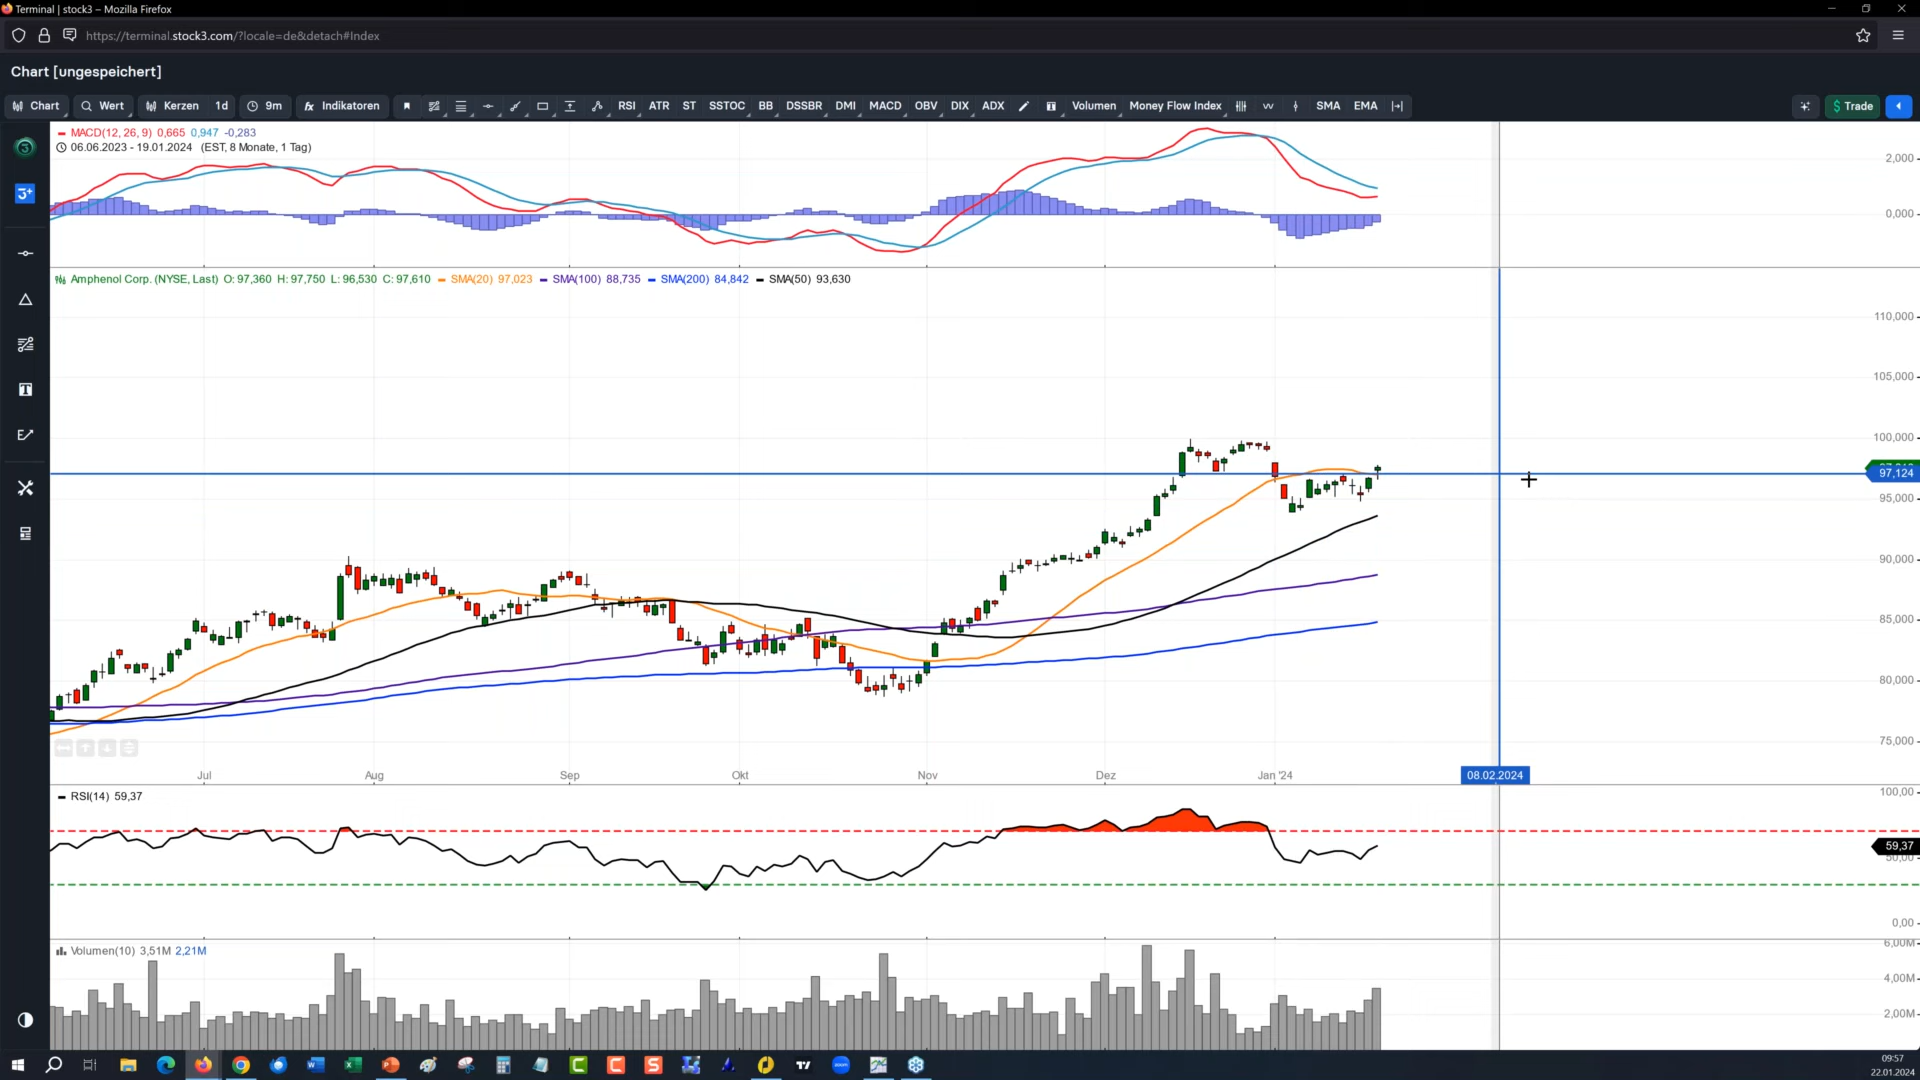 Terminal | stock3 – Mozilla Firefox
https://terminal.stock3.com/?locale=de&detach#Index
Chart [ungespeichert]
Chart Wert Kerzen 1d 9m fx Indikatoren RSI ATR ST SSTOC BB DSSBR DMI MACD OBV DIX ADX Volumen Money Flow Index SMA EMA $ Trade
MACD(12, 26, 9) 0,665 0,947 -0,283
06.06.2023 - 19.01.2024 (EST, 8 Monate, 1 Tag)
2,000
0,000
Amphenol Corp. (NYSE, Last) O: 97,360 H: 97,750 L: 96,530 C: 97,610 SMA(20) 97,023 SMA(100) 88,735 SMA(200) 84,842 SMA(50) 93,630
110,000
105,000
100,000
97,124
95,000
90,000
85,000
80,000
75,000
Jul Aug Sep Okt Nov Dez Jan '24 08.02.2024
RSI(14) 59,37
100,00
59,37
50,00
0,00
Volumen(10) 3,51M 2,21M
6,00M
4,00M
2,00M
09:57
22.01.2024